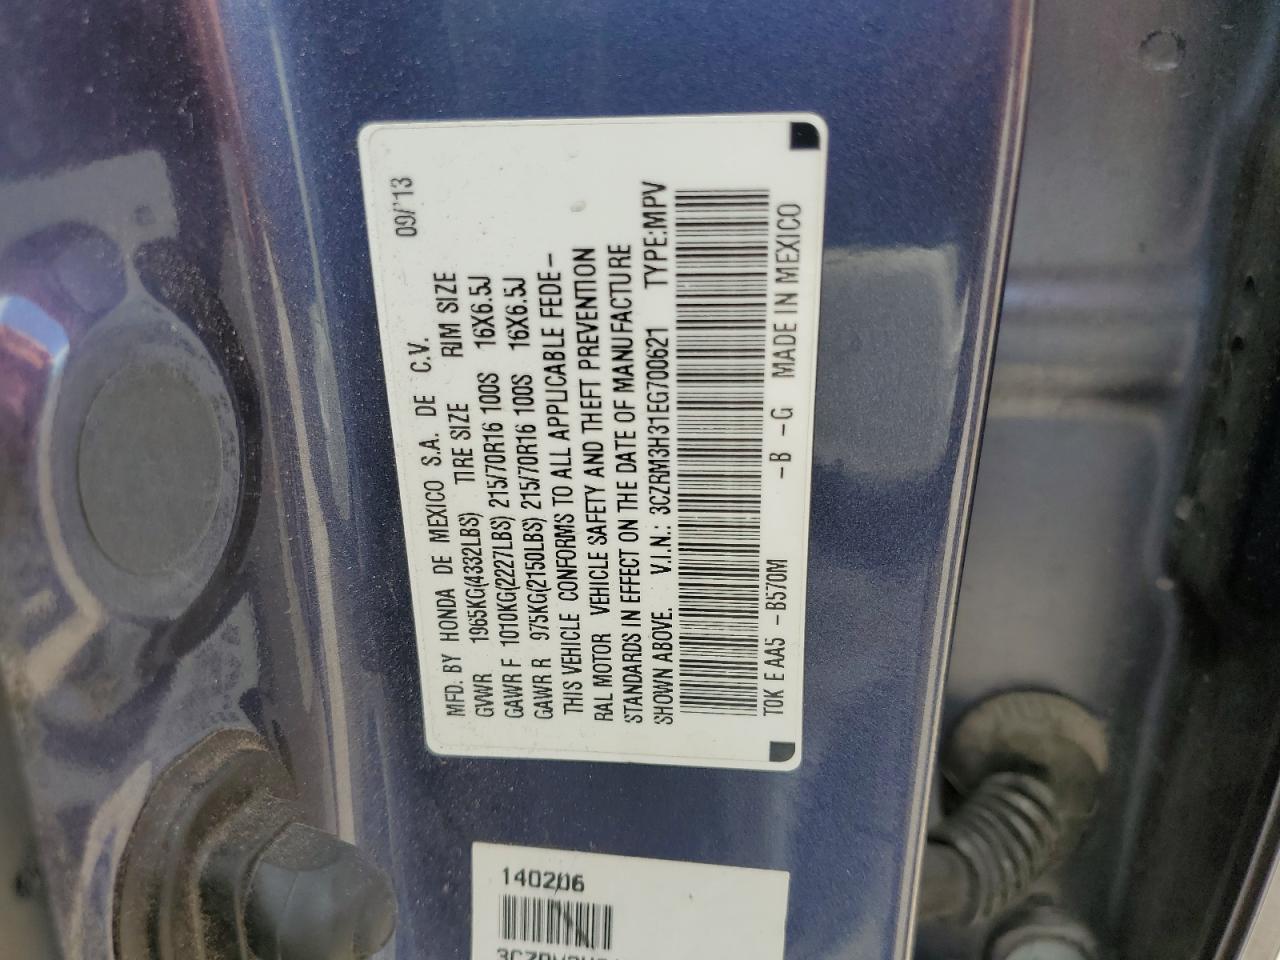 09/13
MFD. BY HONDA DE MEXICO S.A. DE C.V.
GVWR 1965KG(4332LBS) TIRE SIZE RIM SIZE
GAWR F 1010KG(2227LBS) 215/70R16 100S 16X6.5J
GAWR R 975KG(2150LBS) 215/70R16 100S 16X6.5J
THIS VEHICLE CONFORMS TO ALL APPLICABLE FEDE-
RAL MOTOR VEHICLE SAFETY AND THEFT PREVENTION
STANDARDS IN EFFECT ON THE DATE OF MANUFACTURE
SHOWN ABOVE. V.I.N.: 3CZRM3H31EG700621 TYPE:MPV
T0K E AA5 - B570M -B -G MADE IN MEXICO
140206